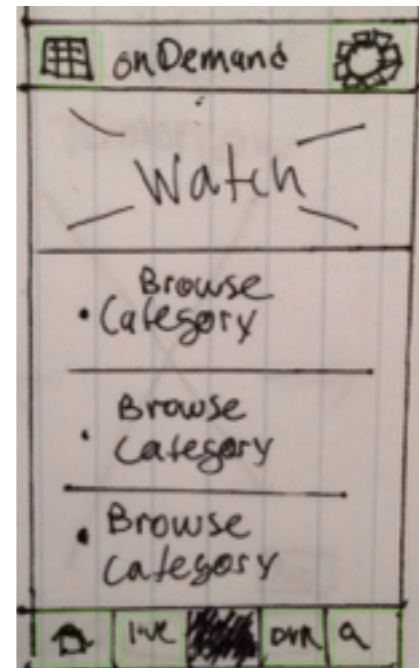 onDemand
Watch
Browse
Category
Browse
Category
Browse
Category
live
DVR